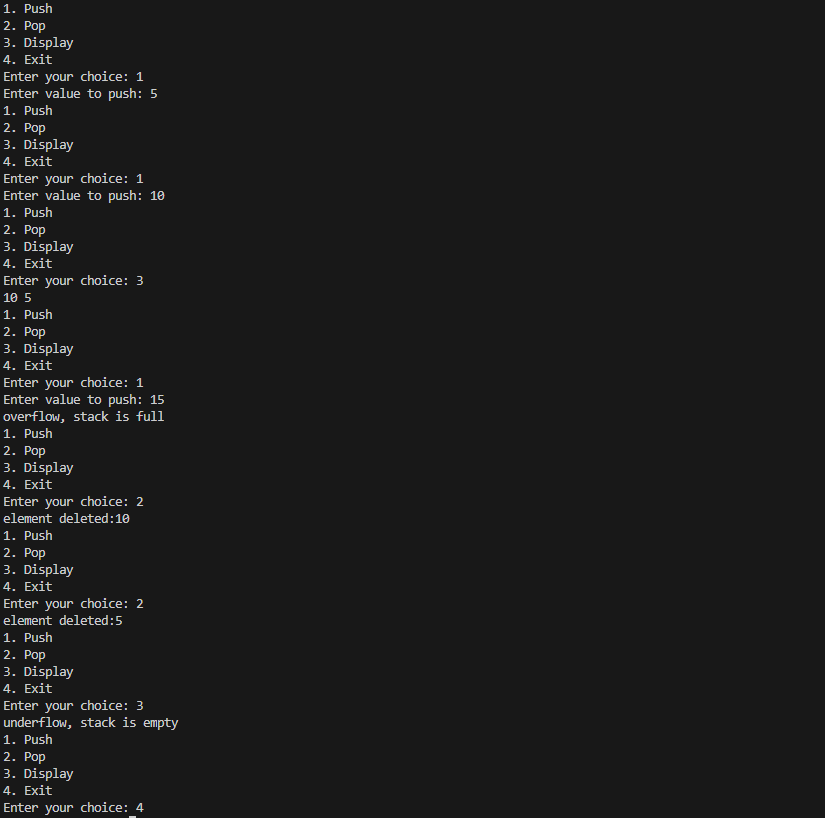 1. Push
2. Pop
3. Display
4. Exit
Enter your choice: 1
Enter value to push: 5
1. Push
2. Pop
3. Display
4. Exit
Enter your choice: 1
Enter value to push: 10
1. Push
2. Pop
3. Display
4. Exit
Enter your choice: 3
10 5
1. Push
2. Pop
3. Display
4. Exit
Enter your choice: 1
Enter value to push: 15
overflow, stack is full
1. Push
2. Pop
3. Display
4. Exit
Enter your choice: 2
element deleted:10
1. Push
2. Pop
3. Display
4. Exit
Enter your choice: 2
element deleted:5
1. Push
2. Pop
3. Display
4. Exit
Enter your choice: 3
underflow, stack is empty
1. Push
2. Pop
3. Display
4. Exit
Enter your choice: 4